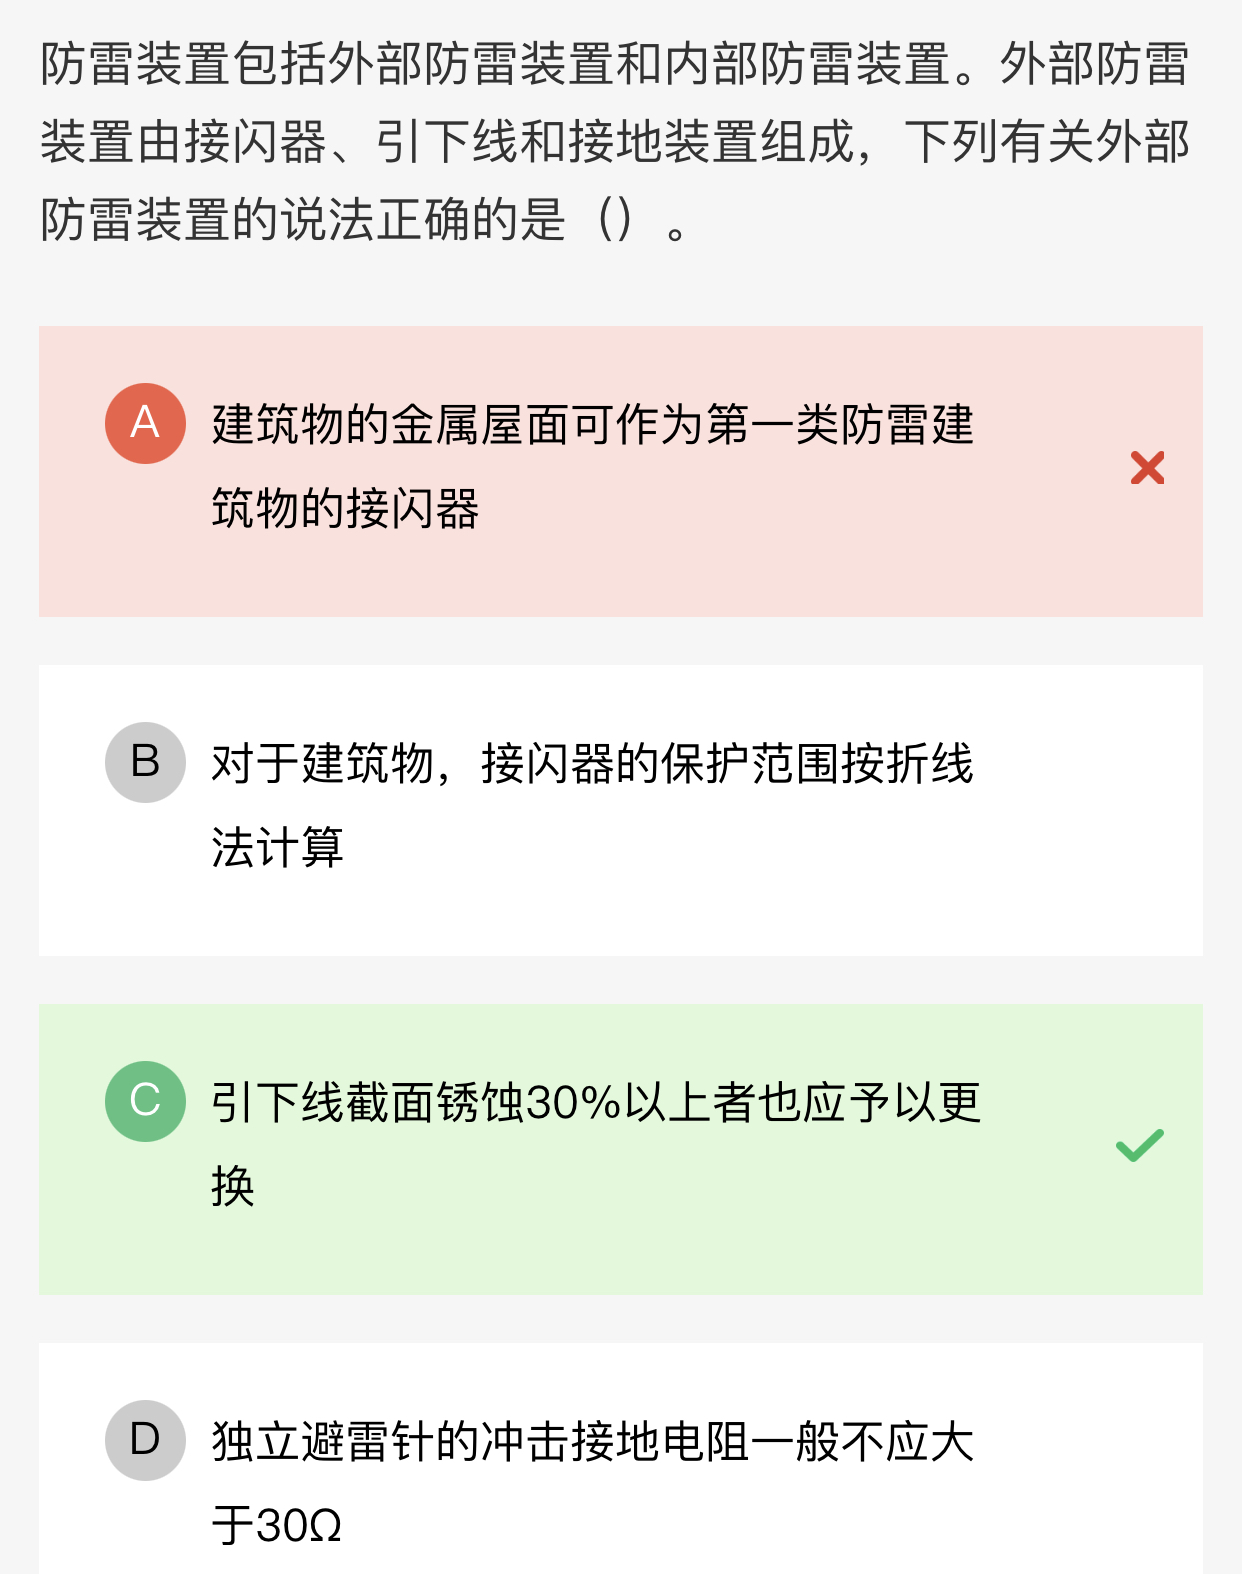 防雷装置包括外部防雷装置和内部防雷装置。外部防雷
装置由接闪器、引下线和接地装置组成，下列有关外部
防雷装置的说法正确的是（）。
A 建筑物的金属屋面可作为第一类防雷建
筑物的接闪器
B 对于建筑物，接闪器的保护范围按折线
法计算
C 引下线截面锈蚀30%以上者也应予以更
换
D 独立避雷针的冲击接地电阻一般不应大
于30Ω